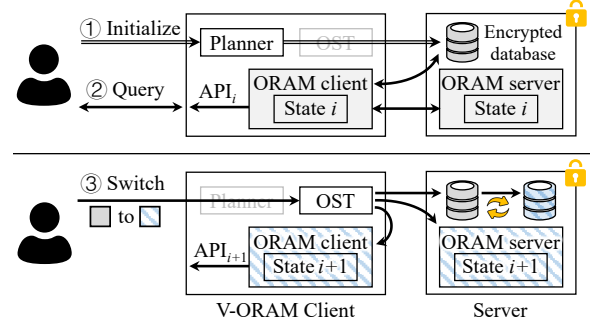 ① Initialize
Planner
OST
Encrypted
database
② Query
API i
ORAM client
State i
ORAM server
State i
③ Switch
to
Planner
OST
API i+1
ORAM client
State i+1
ORAM server
State i+1
V-ORAM Client
Server